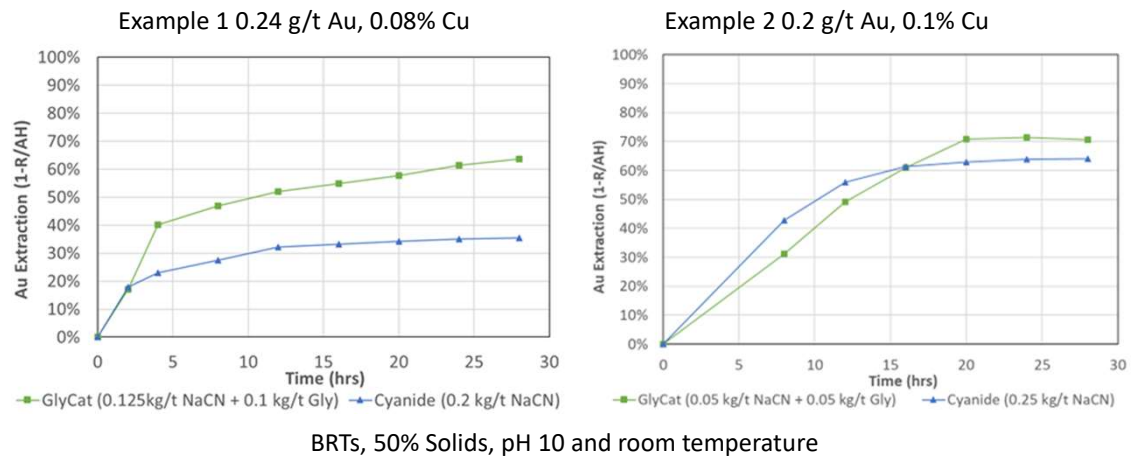 Example 1 0.24 g/t Au, 0.08% Cu
100%
90%
80%
70%
60%
50%
40%
30%
20%
10%
0%
Au Extraction (1-R/AH)
0 5 10 15 20 25 30
Time (hrs)
GlyCat (0.125kg/t NaCN + 0.1 kg/t Gly) Cyanide (0.2 kg/t NaCN)
Example 2 0.2 g/t Au, 0.1% Cu
100%
90%
80%
70%
60%
50%
40%
30%
20%
10%
0%
Au Extraction (1-R/AH)
0 5 10 15 20 25 30
Time (hrs)
GlyCat (0.05 kg/t NaCN + 0.05 kg/t Gly) Cyanide (0.25 kg/t NaCN)
BRTs, 50% Solids, pH 10 and room temperature